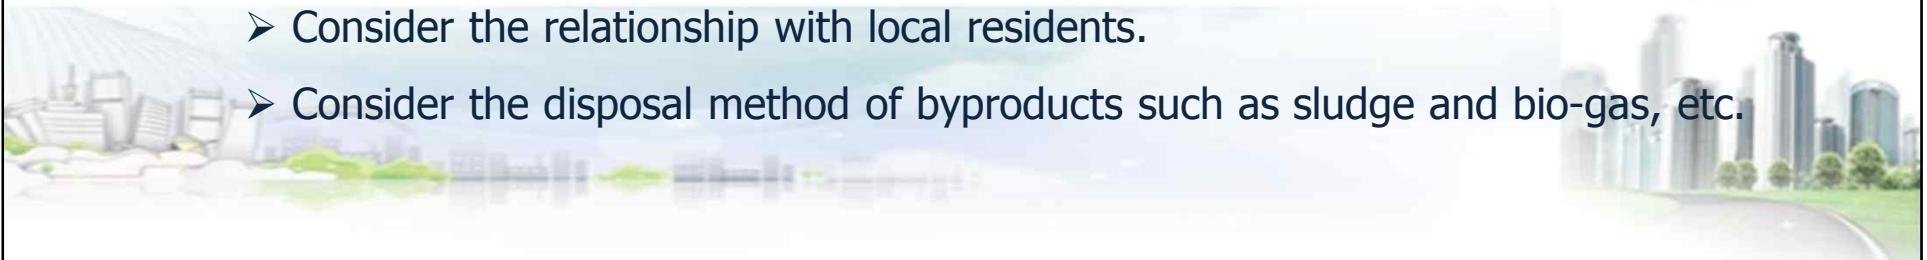 ➢ Consider the relationship with local residents.
➢ Consider the disposal method of byproducts such as sludge and bio-gas, etc.